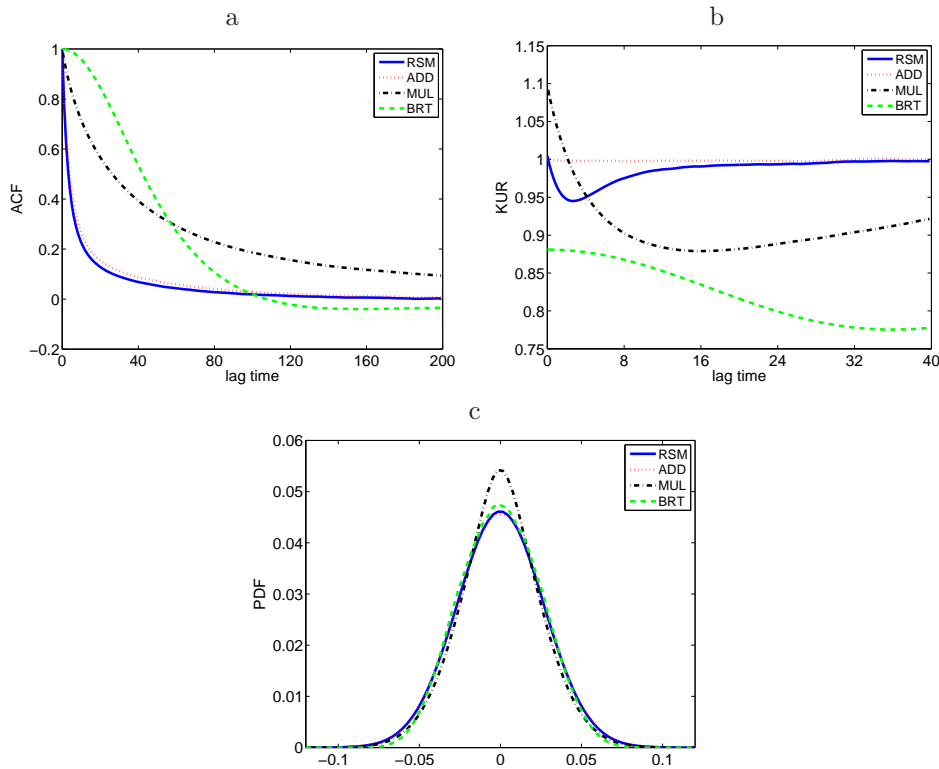 a
1
0.8
0.6
0.4
0.2
0
−0.2
ACF
0 40 80 120 160 200
lag time
RSM
ADD
MUL
BRT
b
1.15
1.1
1.05
1
0.95
0.9
0.85
0.8
0.75
KUR
0 8 16 24 32 40
lag time
RSM
ADD
MUL
BRT
c
0.06
0.05
0.04
0.03
0.02
0.01
0
PDF
−0.1 −0.05 0 0.05 0.1
RSM
ADD
MUL
BRT